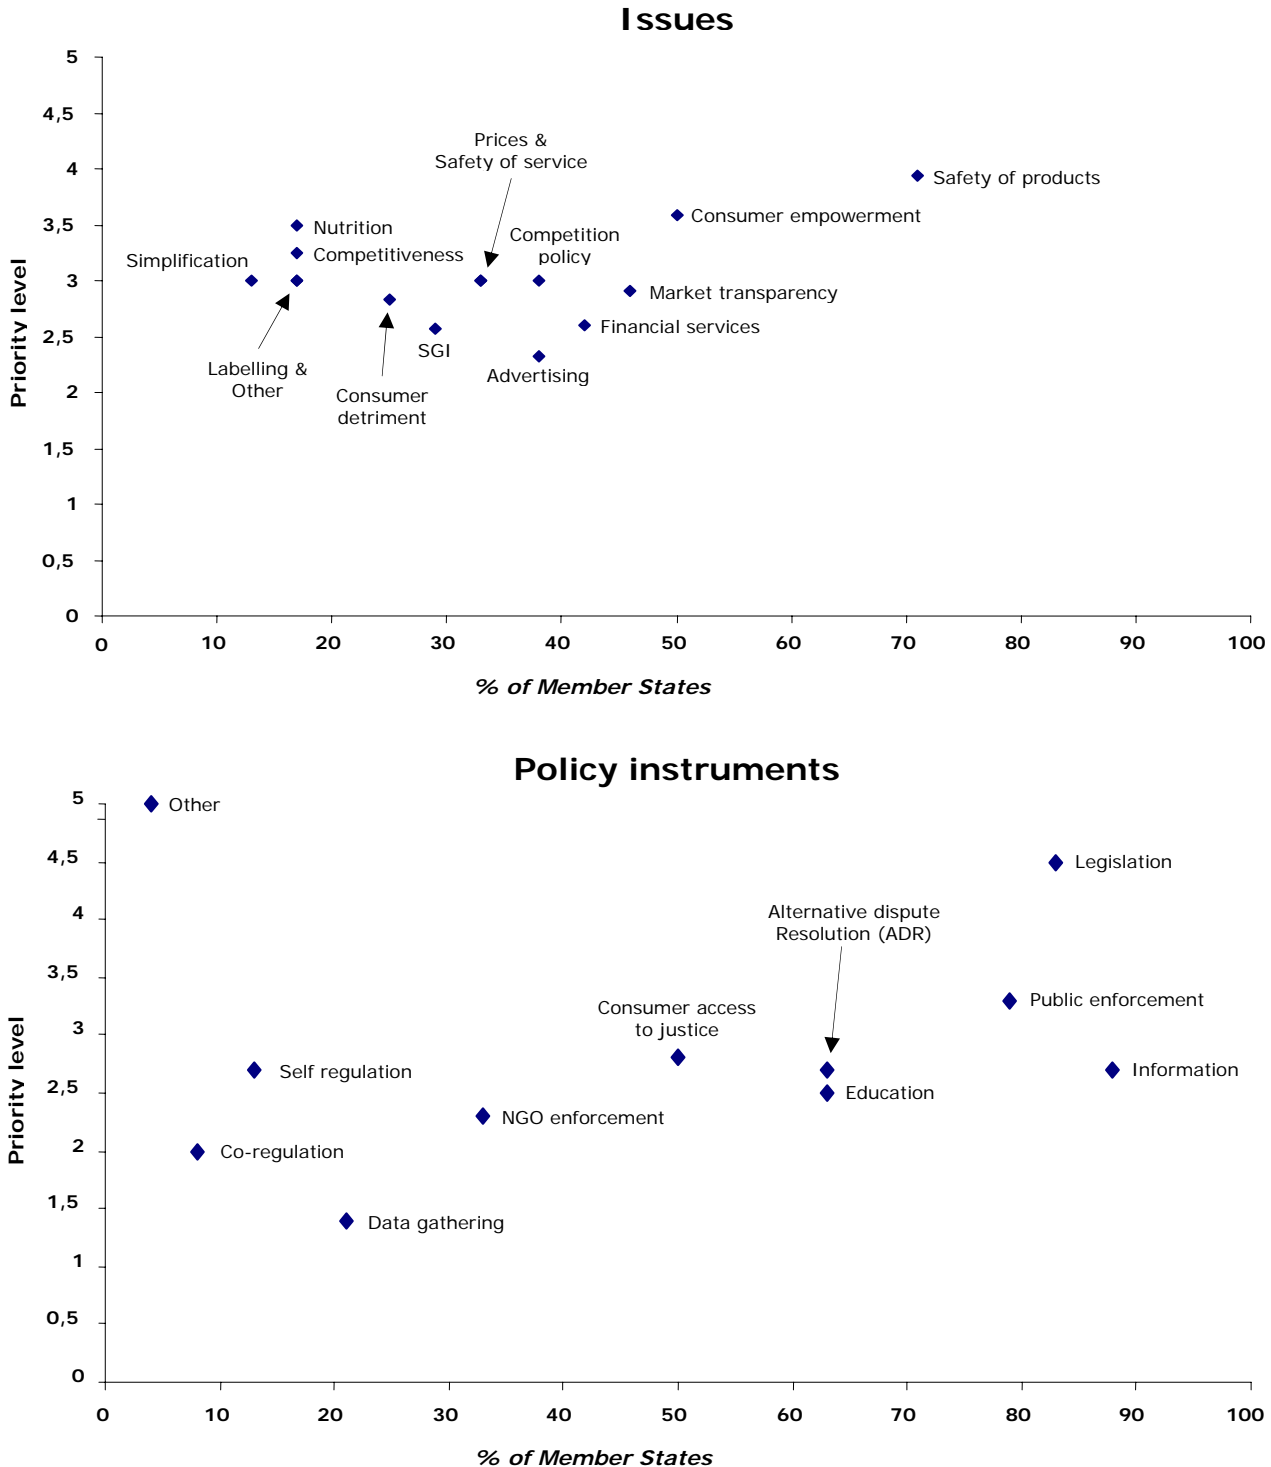 Issues
5
4,5
4
3,5
3
2,5
2
1,5
1
0,5
0
Priority level
Prices &
Safety of service
Safety of products
Consumer empowerment
Nutrition
Competition
policy
Competitiveness
Simplification
Market transparency
Financial services
SGI
Labelling &
Other
Advertising
Consumer
detriment
0 10 20 30 40 50 60 70 80 90 100
% of Member States
Policy instruments
5
4,5
4
3,5
3
2,5
2
1,5
1
0,5
0
Priority level
Other
Legislation
Alternative dispute
Resolution (ADR)
Public enforcement
Consumer access
to justice
Self regulation
Information
Education
NGO enforcement
Co-regulation
Data gathering
0 10 20 30 40 50 60 70 80 90 100
% of Member States